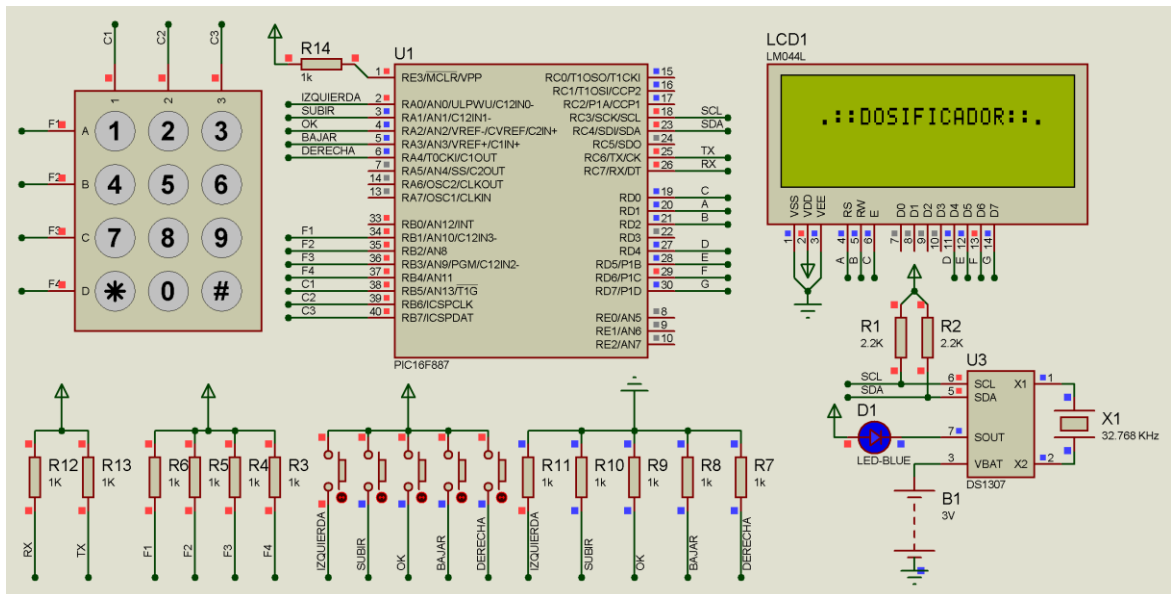 C1 C2 C3
1 2 3
F1 A 1 2 3
F2 B 4 5 6
F3 C 7 8 9
F4 D * 0 #
R14
1k
U1
1 RE3/MCLR/VPP
IZQUIERDA 2 RA0/AN0/ULPWU/C12IN0-
SUBIR 3 RA1/AN1/C12IN1-
OK 4 RA2/AN2/VREF-/CVREF/C2IN+
BAJAR 5 RA3/AN3/VREF+/C1IN+
DERECHA 6 RA4/T0CKI/C1OUT
7 RA5/AN4/SS/C2OUT
14 RA6/OSC2/CLKOUT
13 RA7/OSC1/CLKIN
33 RB0/AN12/INT
F1 34 RB1/AN10/C12IN3-
F2 35 RB2/AN8
F3 36 RB3/AN9/PGM/C12IN2-
F4 37 RB4/AN11
C1 38 RB5/AN13/T1G
C2 39 RB6/ICSPCLK
C3 40 RB7/ICSPDAT
RC0/T1OSO/T1CKI 15
RC1/T1OSI/CCP2 16
RC2/P1A/CCP1 17
RC3/SCK/SCL 18 SCL
RC4/SDI/SDA 23 SDA
RC5/SDO 24
RC6/TX/CK 25 TX
RC7/RX/DT 26 RX
RD0 19 C
RD1 20 A
RD2 21 B
RD3 22
RD4 27 D
RD5/P1B 28 E
RD6/P1C 29 F
RD7/P1D 30 G
RE0/AN5 8
RE1/AN6 9
RE2/AN7 10
PIC16F887
LCD1
LM044L
.::DOSIFICADOR::.
VSS VDD VEE RS RW E D0 D1 D2 D3 D4 D5 D6 D7
1 2 3 4 5 6 7 8 9 10 11 12 13 14
A B C D E F G
R1
2.2K
R2
2.2K
U3
SCL 6 SCL X1 1
SDA 5 SDA
7 SOUT
3 VBAT X2 2
DS1307
D1
LED-BLUE
X1
32.768 KHz
B1
3V
R12
1K
R13
1K
R6
1k
R5
1k
R4
1k
R3
1k
R11
1k
R10
1k
R9
1k
R8
1k
R7
1k
RX TX F1 F2 F3 F4 IZQUIERDA SUBIR OK BAJAR DERECHA IZQUIERDA SUBIR OK BAJAR DERECHA